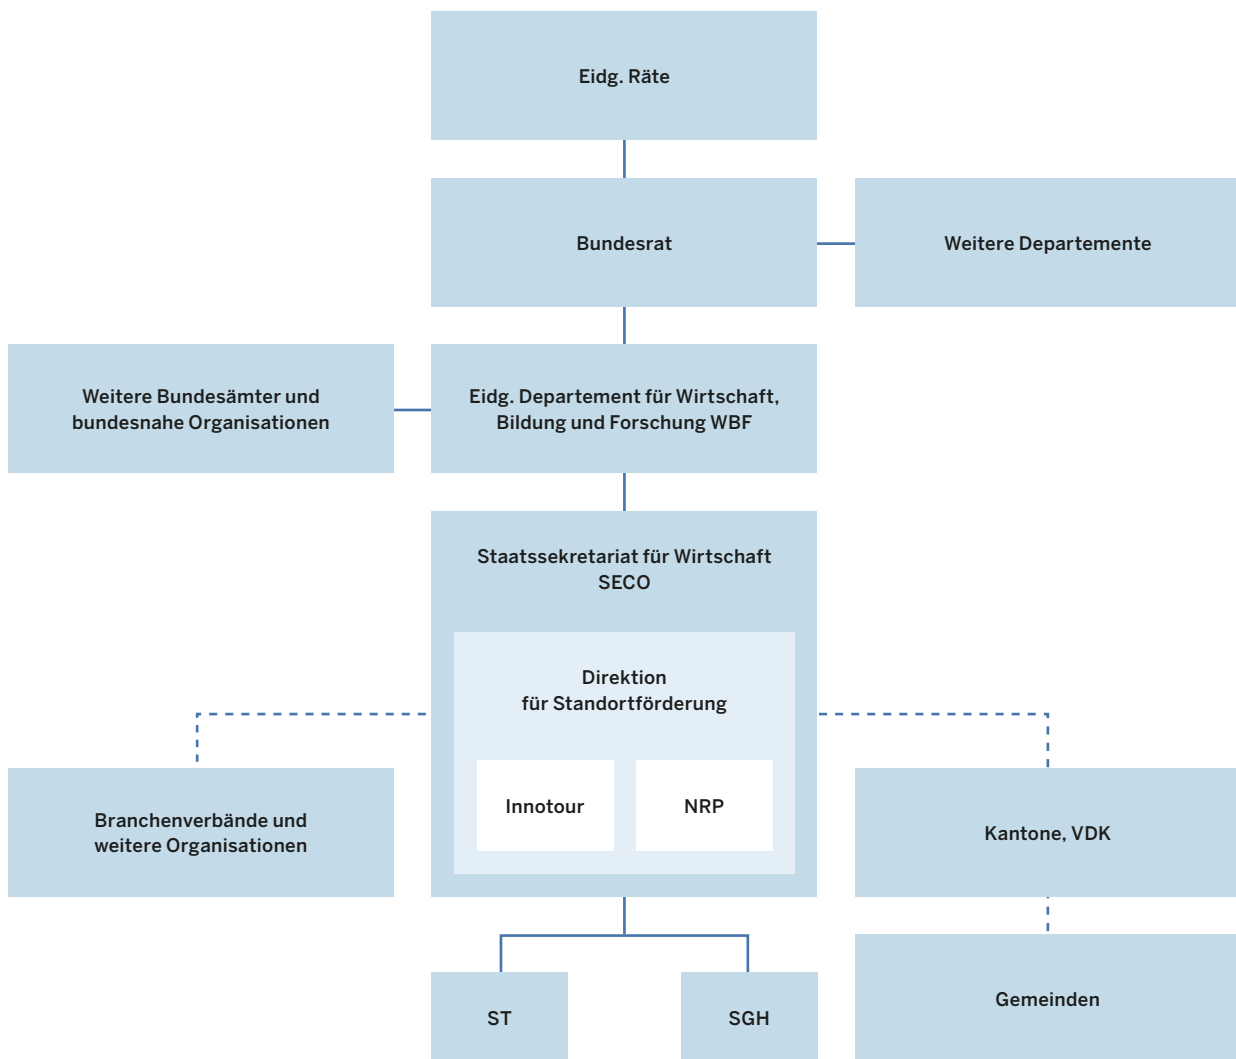 Eidg. Räte
Bundesrat
Weitere Departemente
Weitere Bundesämter und
bundesnahe Organisationen
Eidg. Departement für Wirtschaft,
Bildung und Forschung WBF
Staatssekretariat für Wirtschaft
SECO
Direktion
für Standortförderung
Innotour
NRP
Branchenverbände und
weitere Organisationen
Kantone, VDK
ST
SGH
Gemeinden